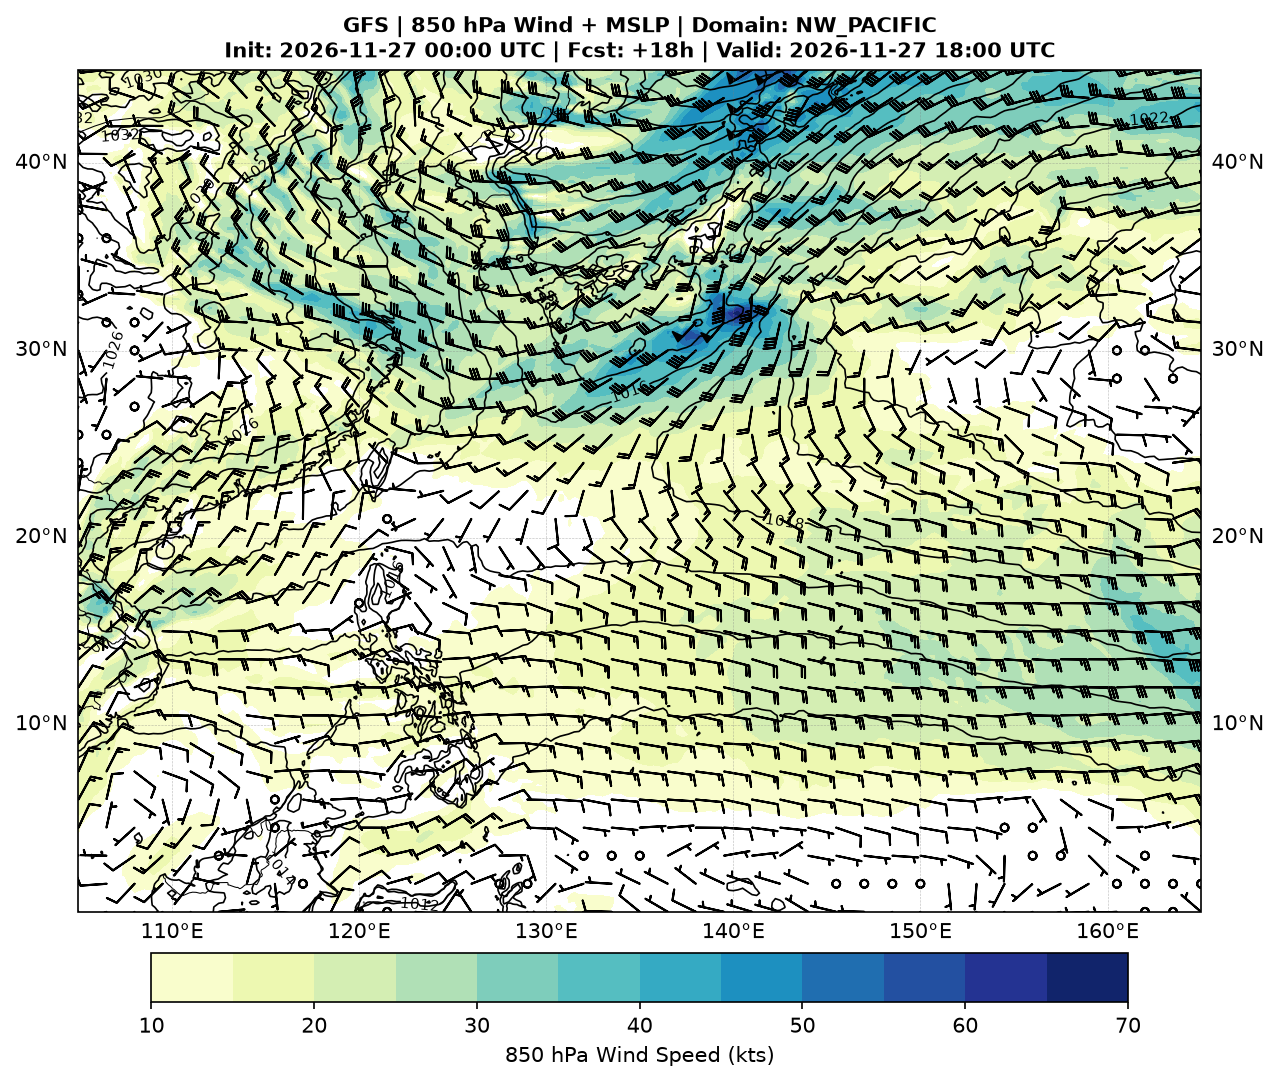 GFS | 850 hPa Wind + MSLP | Domain: NW_PACIFIC
Init: 2026-11-27 00:00 UTC | Fcst: +18h | Valid: 2026-11-27 18:00 UTC
1030
1032
1022
40°N
40°N
1026
30°N
30°N
1016
1018
20°N
20°N
1016
10°N
10°N
1014
1012
110°E
120°E
130°E
140°E
150°E
160°E
10
20
30
40
50
60
70
850 hPa Wind Speed (kts)